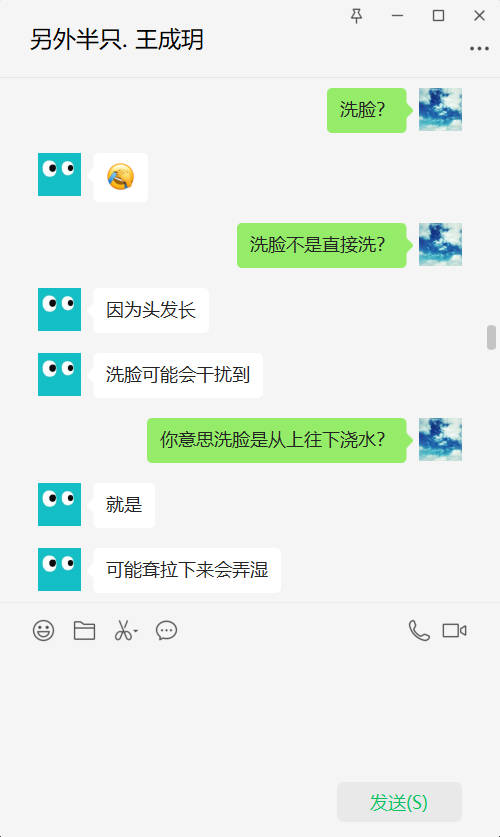 另外半只. 王成玥
洗脸?
洗脸不是直接洗?
因为头发长
洗脸可能会干扰到
你意思洗脸是从上往下浇水?
就是
可能耷拉下来会弄湿
发送(S)